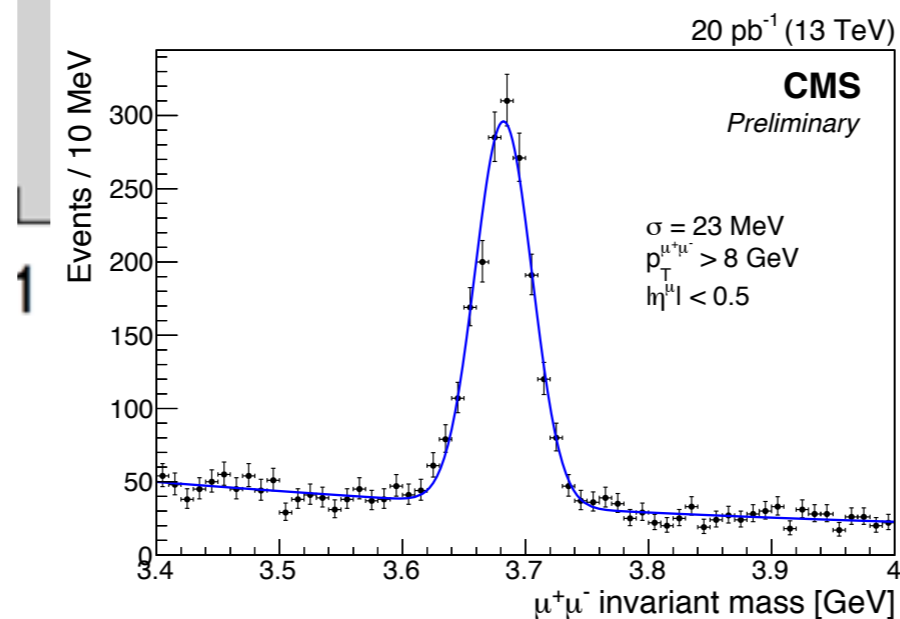 20 pb⁻¹ (13 TeV)
CMS
Preliminary
Events / 10 MeV
300
250
200
150
100
50
0
σ = 23 MeV
p_T^{μ⁺μ⁻} > 8 GeV
|η^μ| < 0.5
3.4 3.5 3.6 3.7 3.8 3.9 4
μ⁺μ⁻ invariant mass [GeV]
1